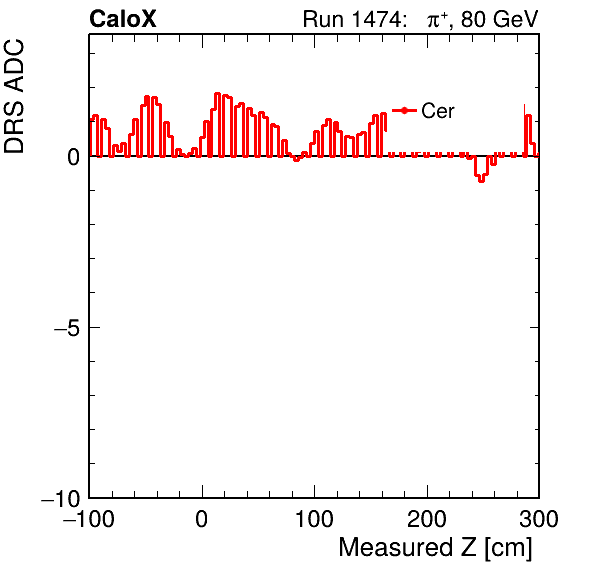 CaloX Run 1474: π⁺, 80 GeV
DRS ADC
Cer
0
−5
−10
−100 0 100 200 300
Measured Z [cm]